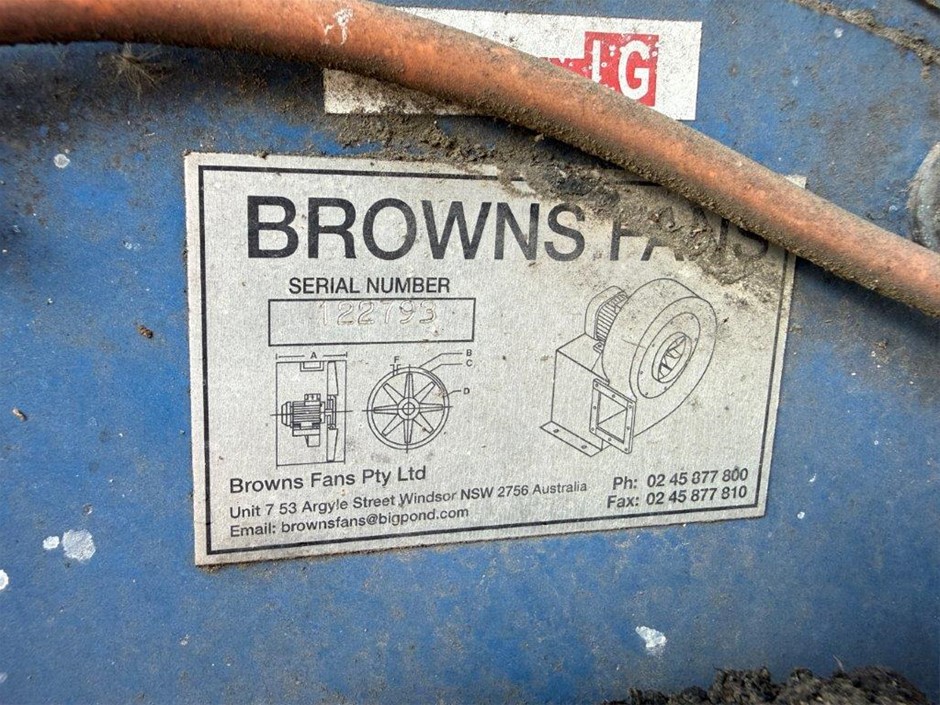 IG
BROWNS FANS
SERIAL NUMBER
122793
A
B
F
C
D
Browns Fans Pty Ltd
Unit 7 53 Argyle Street Windsor NSW 2756 Australia
Email: brownsfans@bigpond.com
Ph: 02 45 877 800
Fax: 02 45 877 810